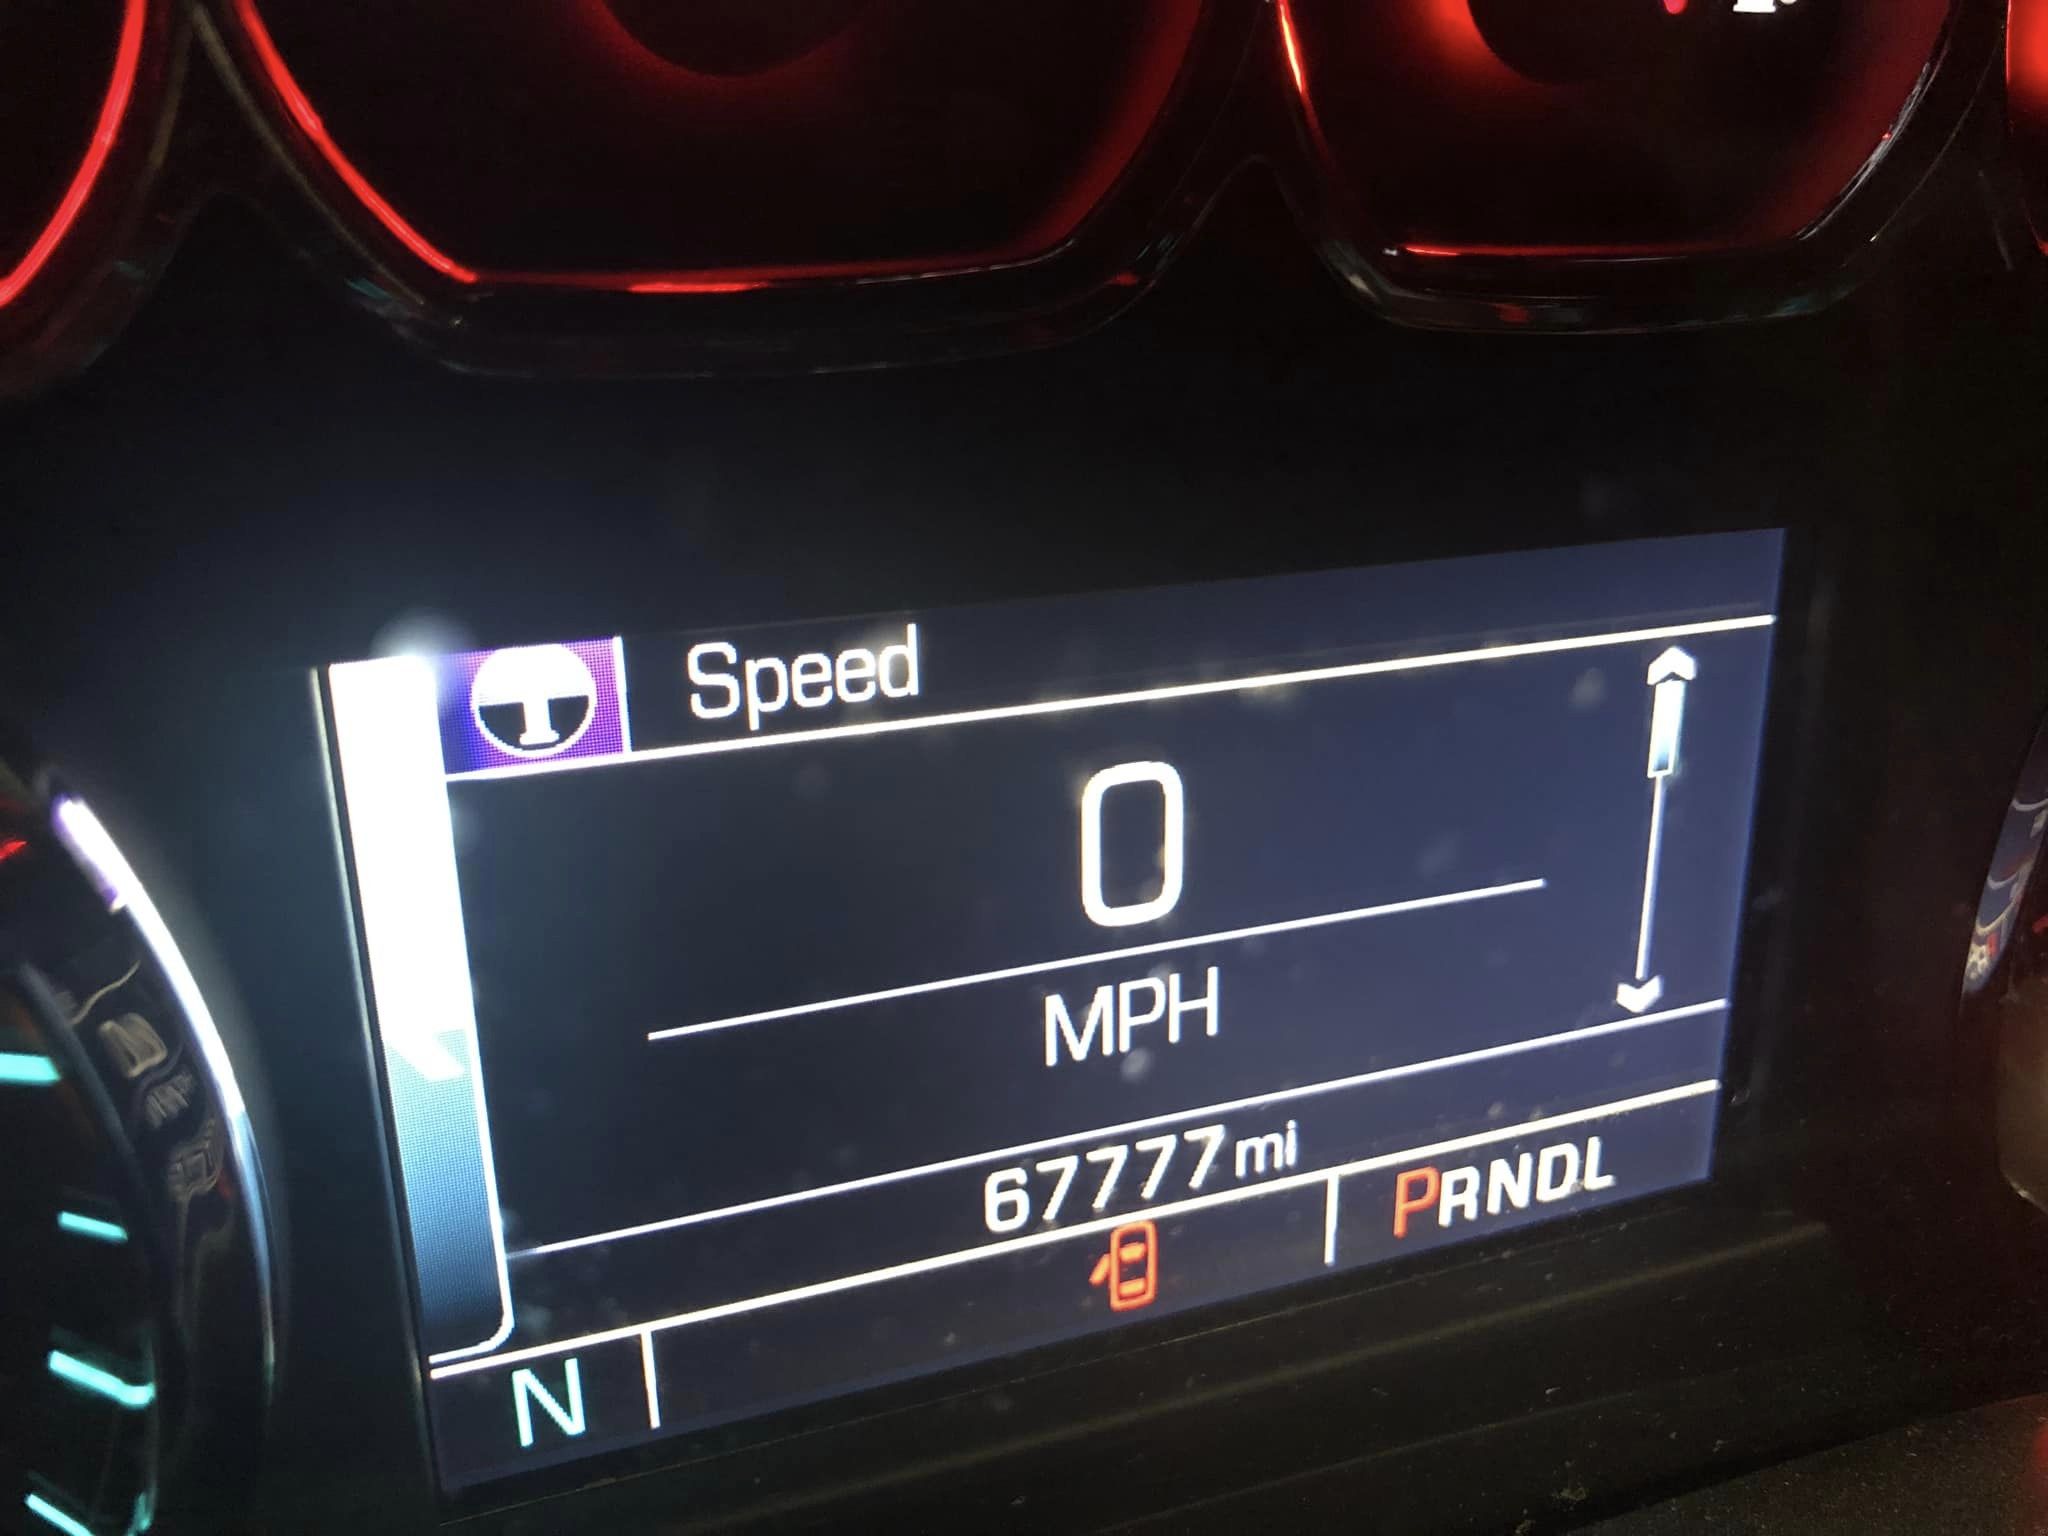 Speed
0
MPH
67777 mi
PRNDL
N